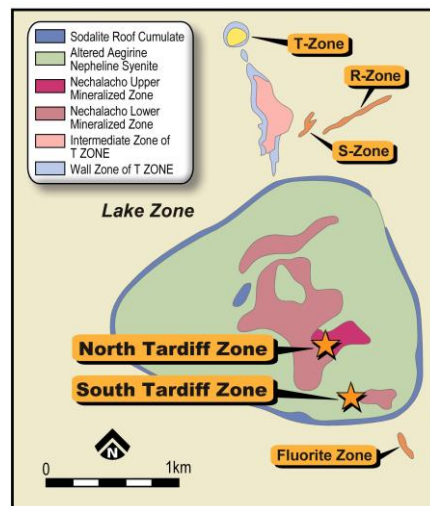 Sodalite Roof Cumulate
Altered Aegirine
Nepheline Syenite
Nechalacho Upper
Mineralized Zone
Nechalacho Lower
Mineralized Zone
Intermediate Zone of
T ZONE
Wall Zone of T ZONE
T-Zone
R-Zone
S-Zone
Lake Zone
North Tardiff Zone
South Tardiff Zone
Fluorite Zone
N
0
1km